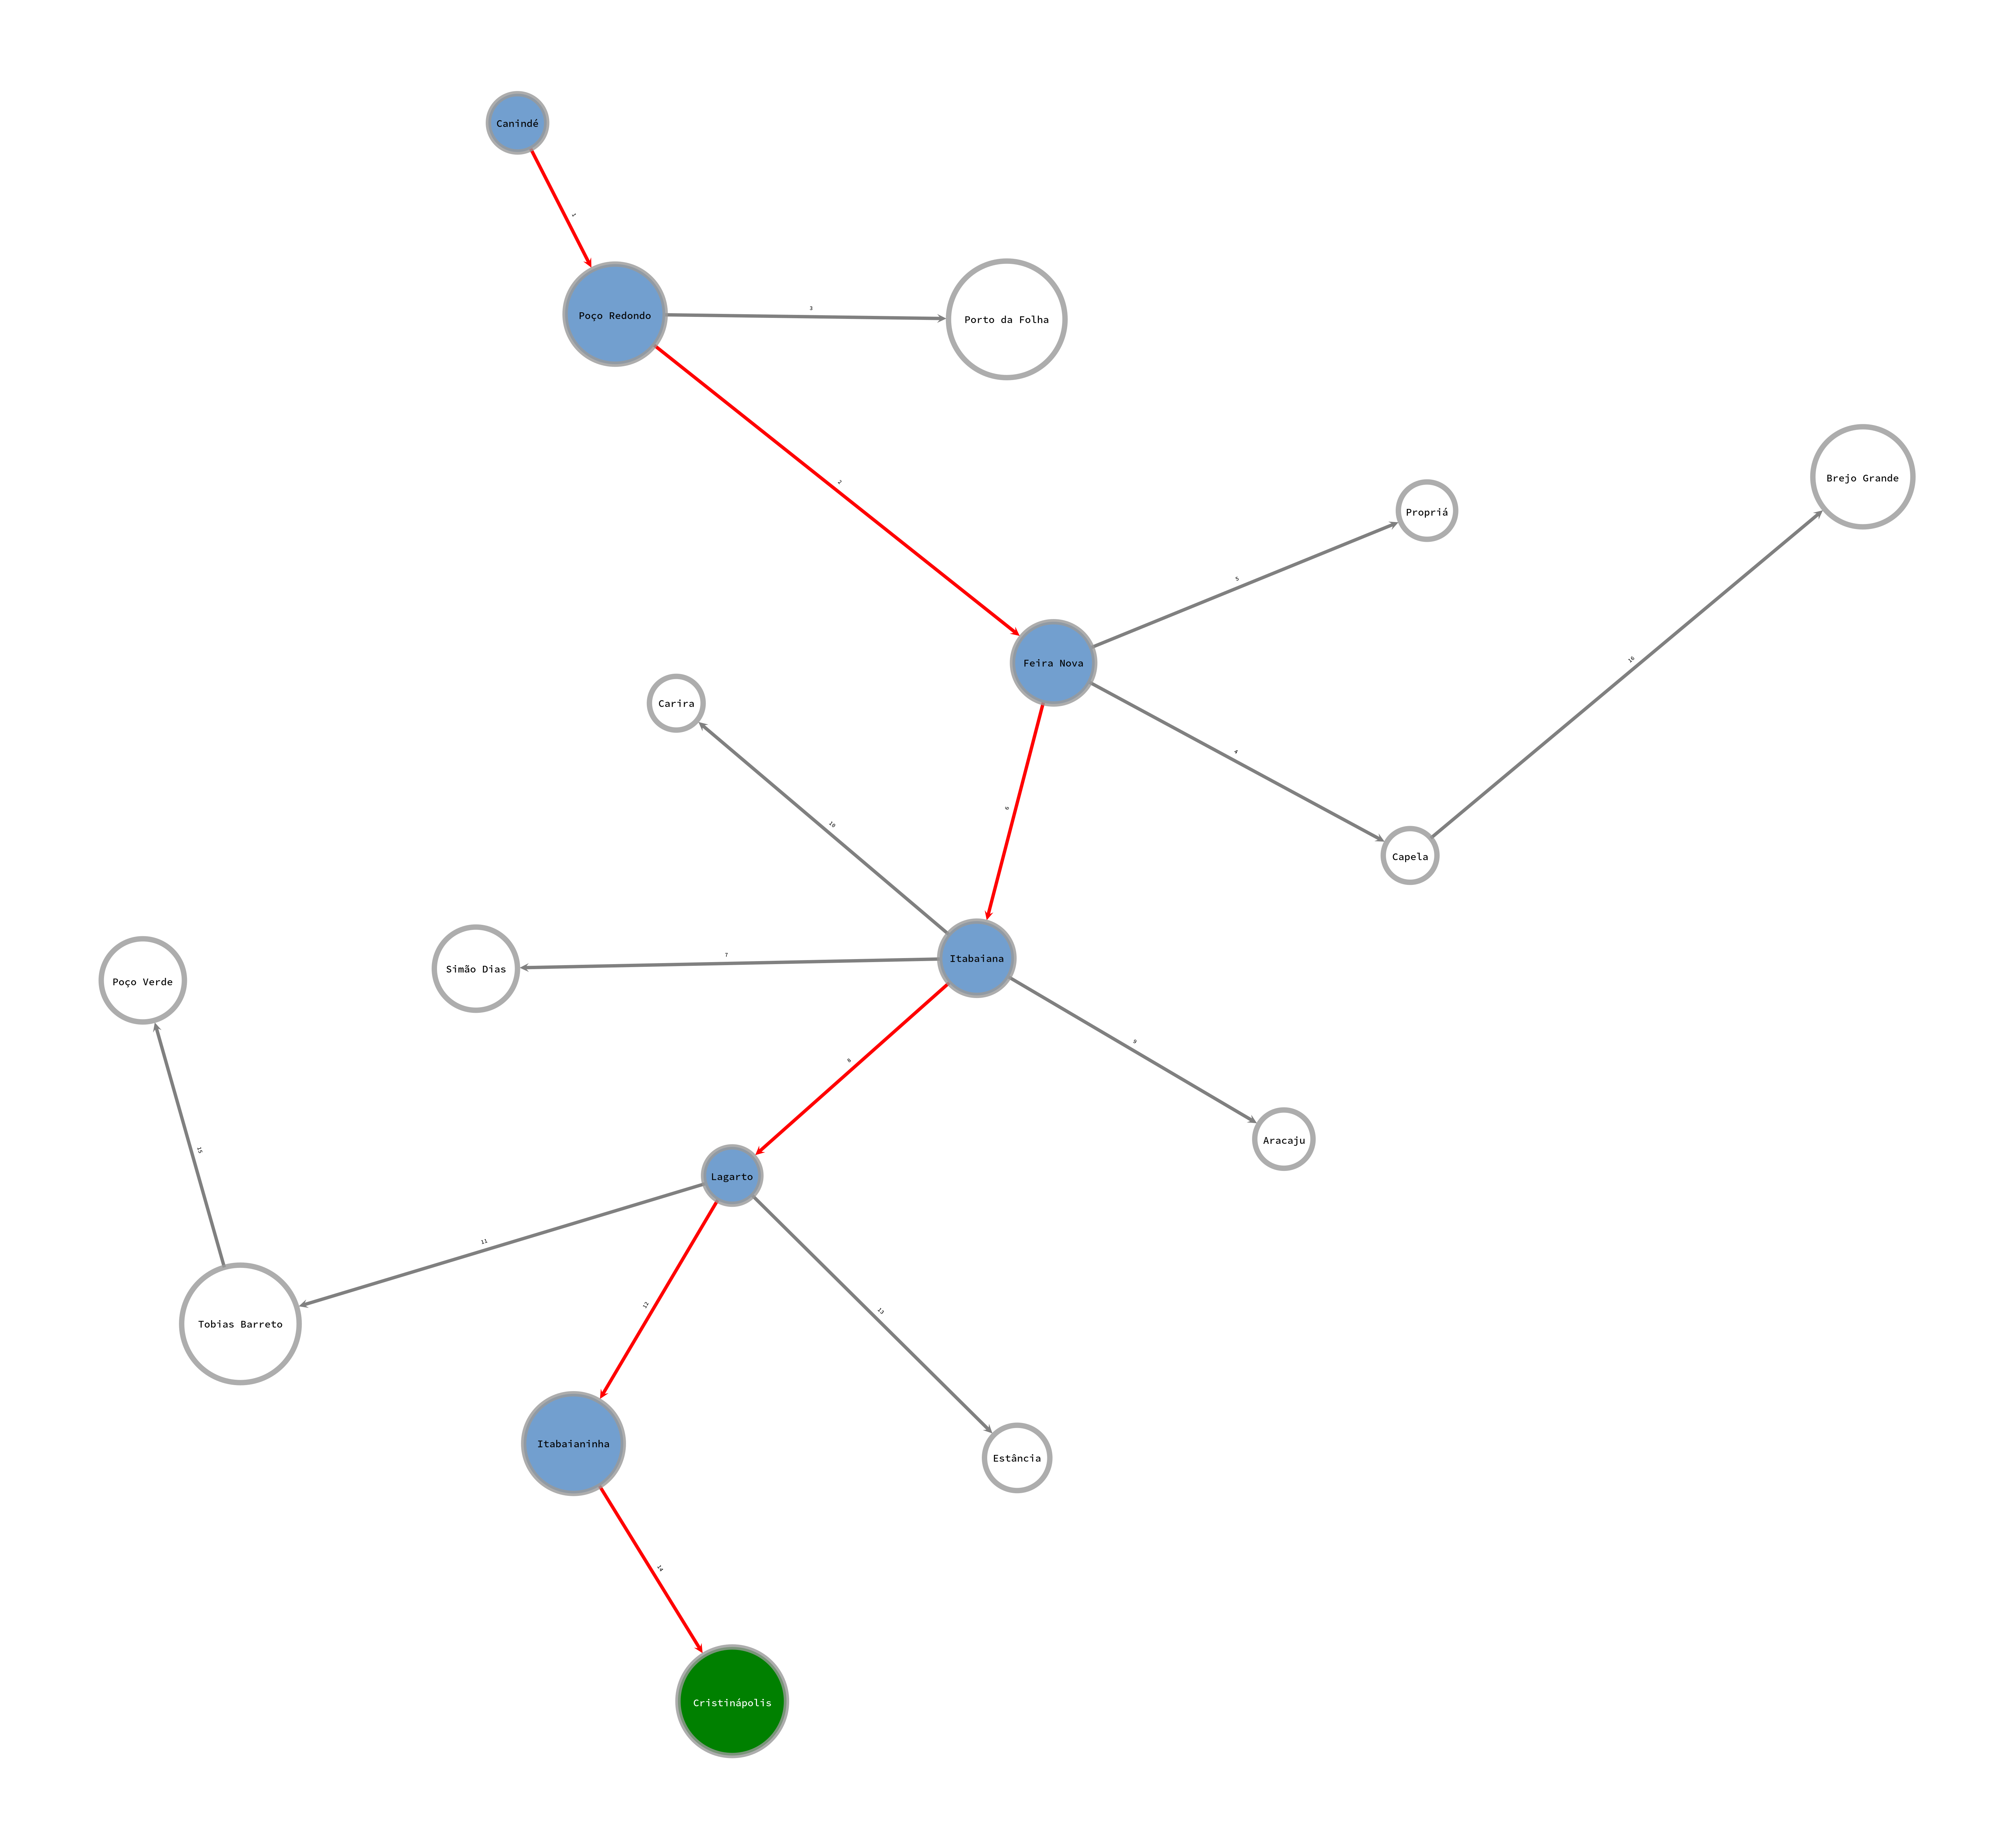 Canindé
1
Poço Redondo
3
Porto da Folha
Brejo Grande
2
Propriá
5
Feira Nova
16
Carira
4
6
10
Capela
Itabaiana
7
Simão Dias
Poço Verde
9
8
Aracaju
15
Lagarto
11
12
13
Tobias Barreto
Itabaianinha
Estância
14
Cristinápolis